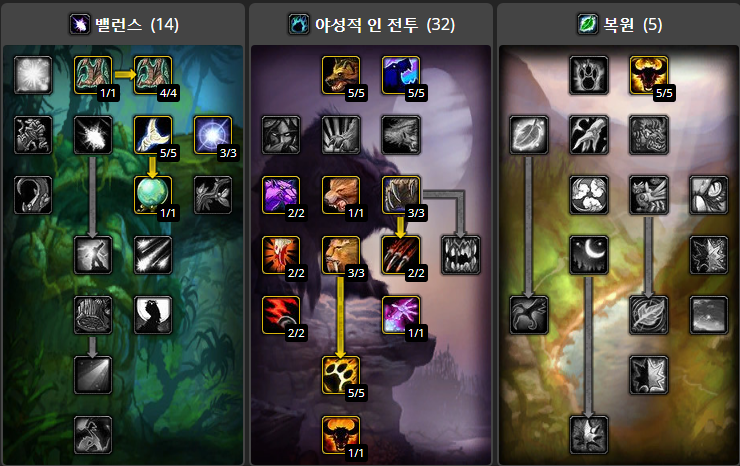 밸런스 (14)
야성적 인 전투 (32)
복원 (5)
1/1 4/4 5/5 5/5 5/5
5/5 3/3
1/1 2/2 1/1 3/3
2/2 3/3 2/2
2/2 1/1
5/5
1/1